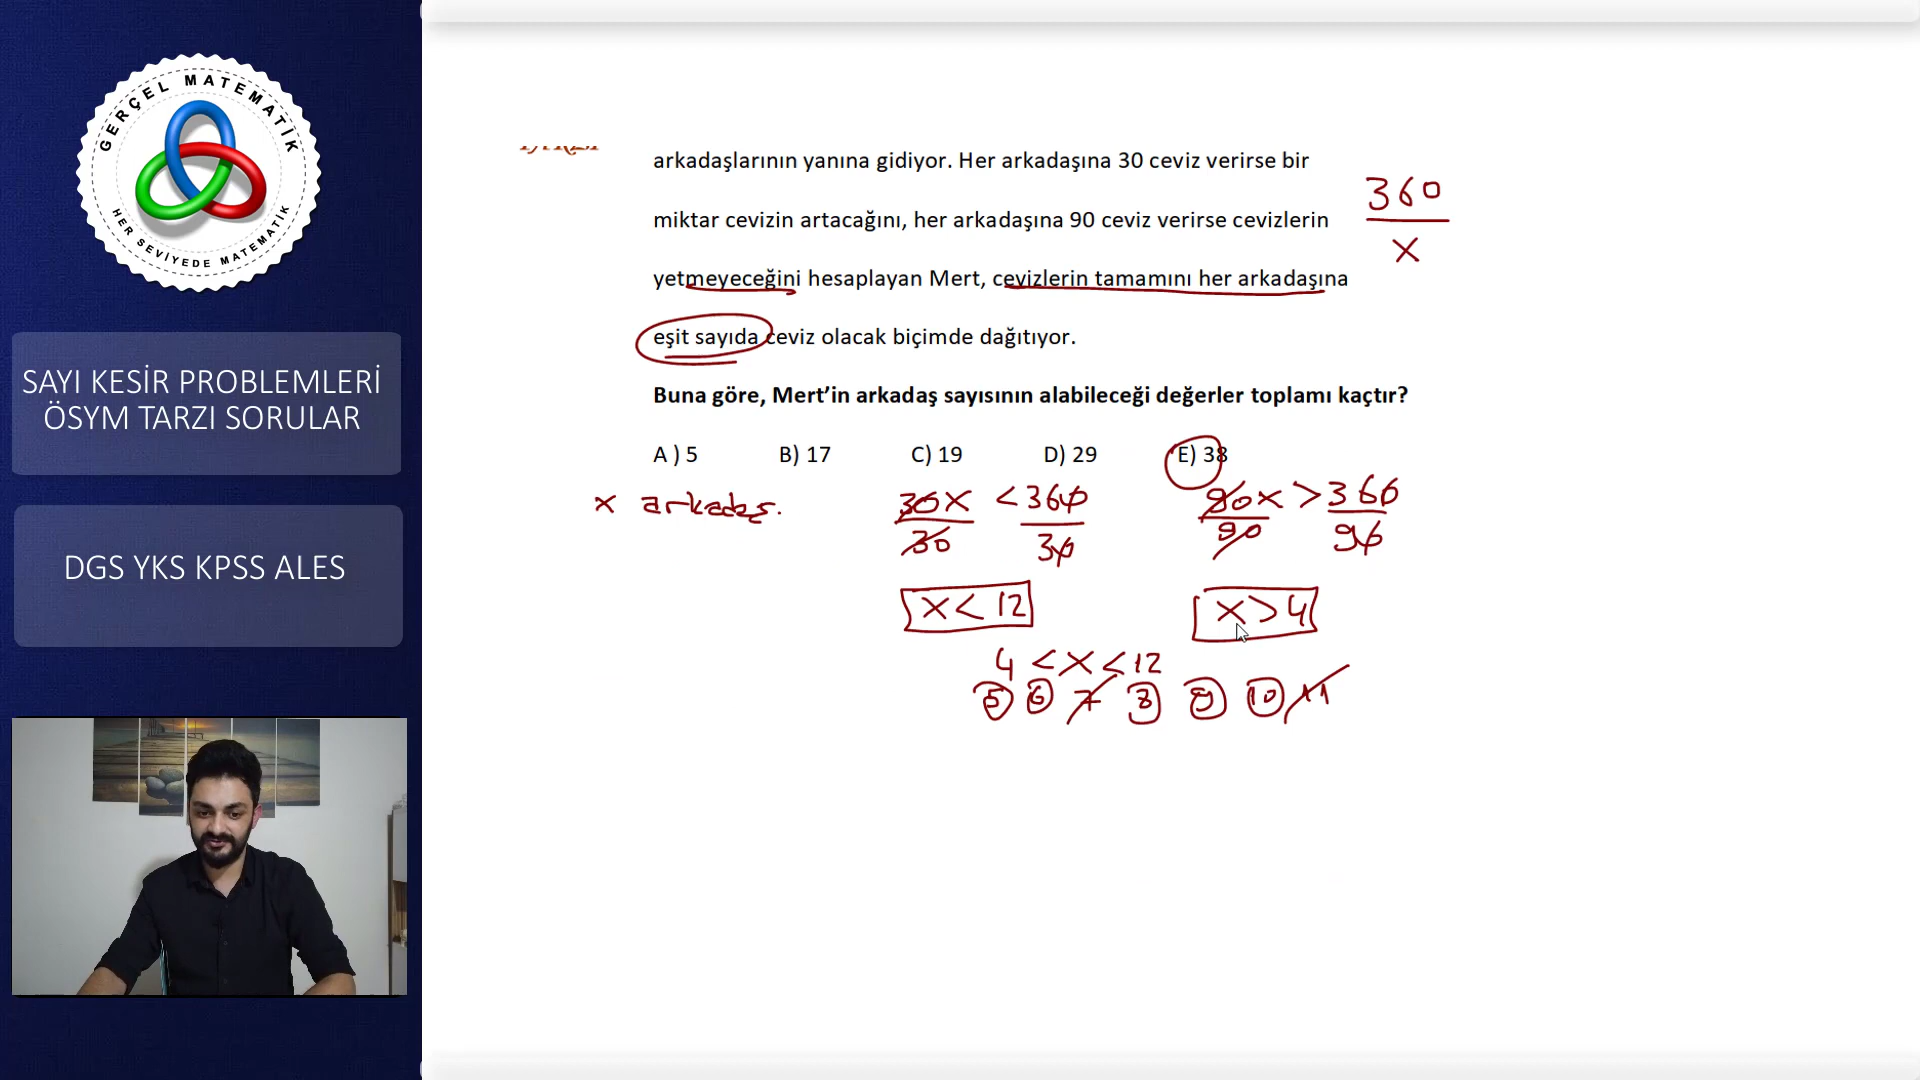 GERÇEL MATEMATİK
HER SEVİYEDE MATEMATİK
SAYI KESİR PROBLEMLERİ
ÖSYM TARZI SORULAR
DGS YKS KPSS ALES
arkadaşlarının yanına gidiyor. Her arkadaşına 30 ceviz verirse bir
miktar cevizin artacağını, her arkadaşına 90 ceviz verirse cevizlerin
yetmeyeceğini hesaplayan Mert, cevizlerin tamamını her arkadaşına
eşit sayıda ceviz olacak biçimde dağıtıyor.
360
x
Buna göre, Mert’in arkadaş sayısının alabileceği değerler toplamı kaçtır?
A ) 5 B) 17 C) 19 D) 29 E) 38
x arkadaş. 30x < 360 90x > 360
30 30 90 90
x < 12 x > 4
4 < x < 12
5 6 7 8 9 10 11